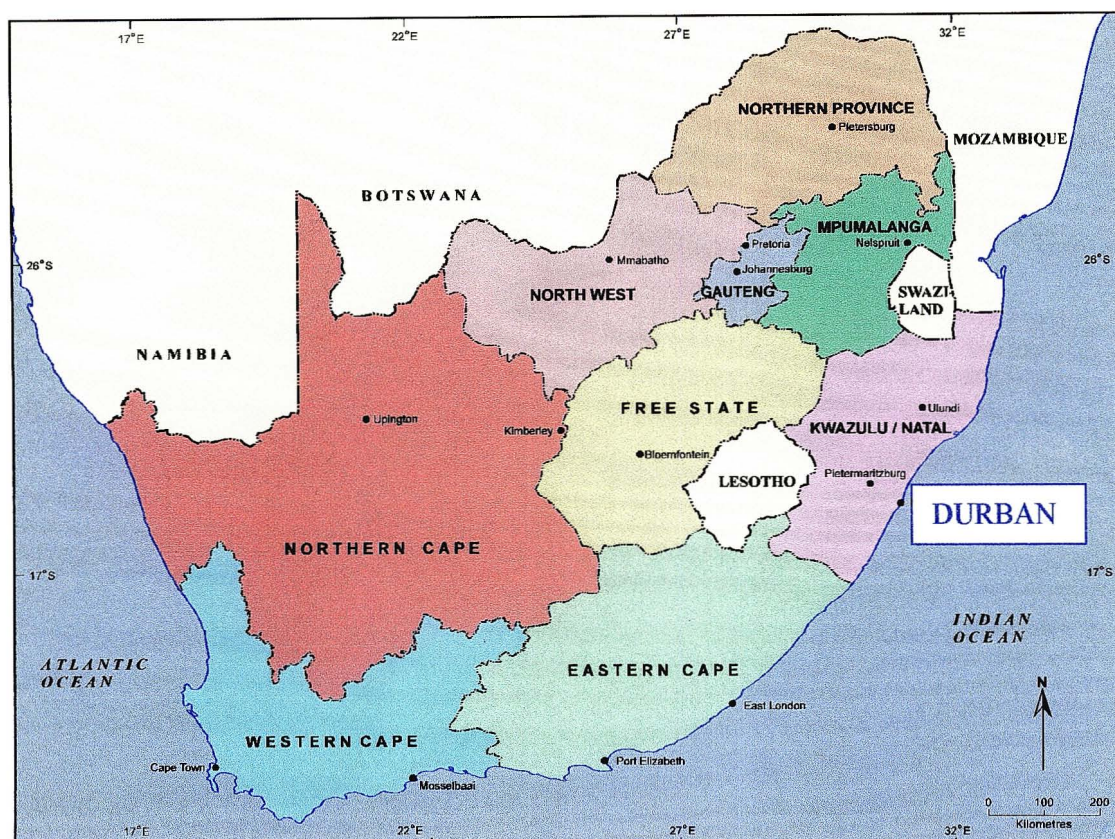 17°E
22°E
27°E
32°E
NORTHERN PROVINCE
Pietersburg
MOZAMBIQUE
BOTSWANA
MPUMALANGA
Nelspruit
Pretoria
Mmabatho
Johannesburg
26°S
26°S
NORTH WEST
GAUTENG
SWAZI-
LAND
NAMIBIA
Upington
Kimberley
FREE STATE
Ulundi
KWAZULU / NATAL
Bloemfontein
LESOTHO
Pietermaritzburg
DURBAN
NORTHERN CAPE
17°S
17°S
INDIAN
OCEAN
ATLANTIC
OCEAN
EASTERN CAPE
N
East London
WESTERN CAPE
Cape Town
Mosselbaai
Port Elizabeth
0 100 200
Kilometres
17°E
22°E
27°E
32°E